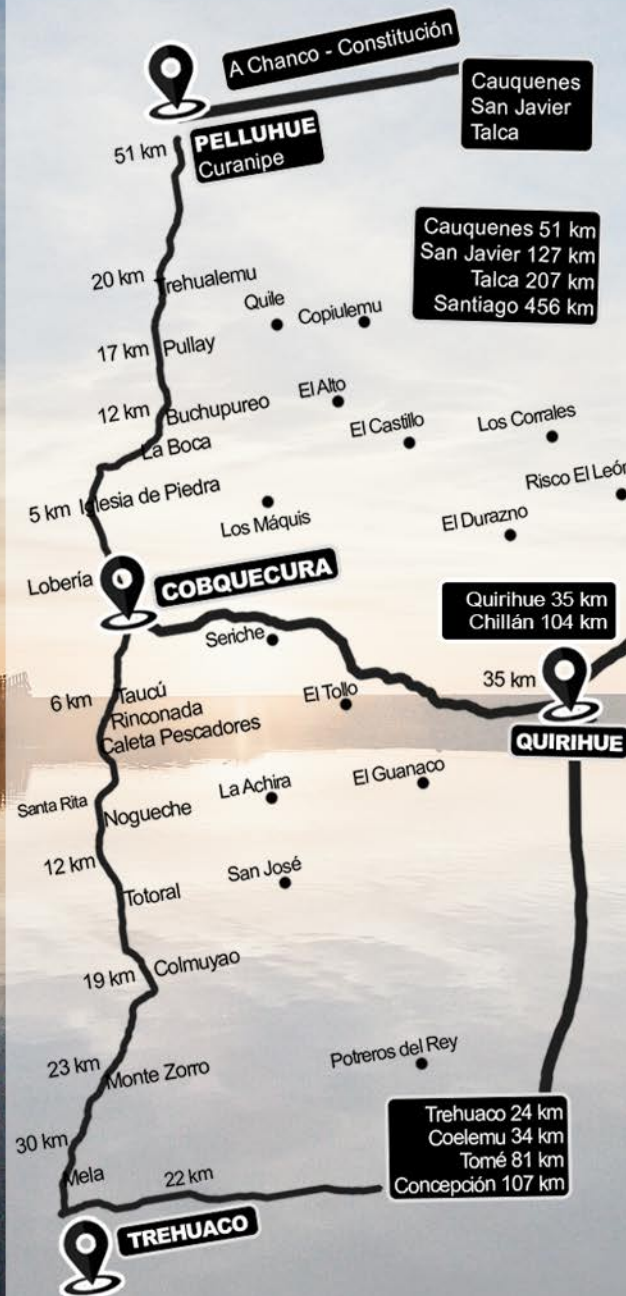 A Chanco - Constitución
Cauquenes
San Javier
Talca
PELLUHUE
Curanipe
51 km
Cauquenes 51 km
San Javier 127 km
Talca 207 km
Santiago 456 km
20 km
Trehualemu
Quile
Copiulemu
17 km
Pullay
El Alto
12 km
Buchupureo
El Castillo
Los Corrales
La Boca
Risco El León
5 km
Iglesia de Piedra
Los Máquis
El Durazno
Lobería
COBQUECURA
Quirihue 35 km
Chillán 104 km
Seriche
35 km
QUIRIHUE
6 km
Taucú
Rinconada
Caleta Pescadores
El Tollo
Santa Rita
Nogueche
La Achira
El Guanaco
12 km
Totoral
San José
19 km
Colmuyao
23 km
Monte Zorro
Potreros del Rey
30 km
Mela
22 km
Trehuaco 24 km
Coelemu 34 km
Tomé 81 km
Concepción 107 km
TREHUACO